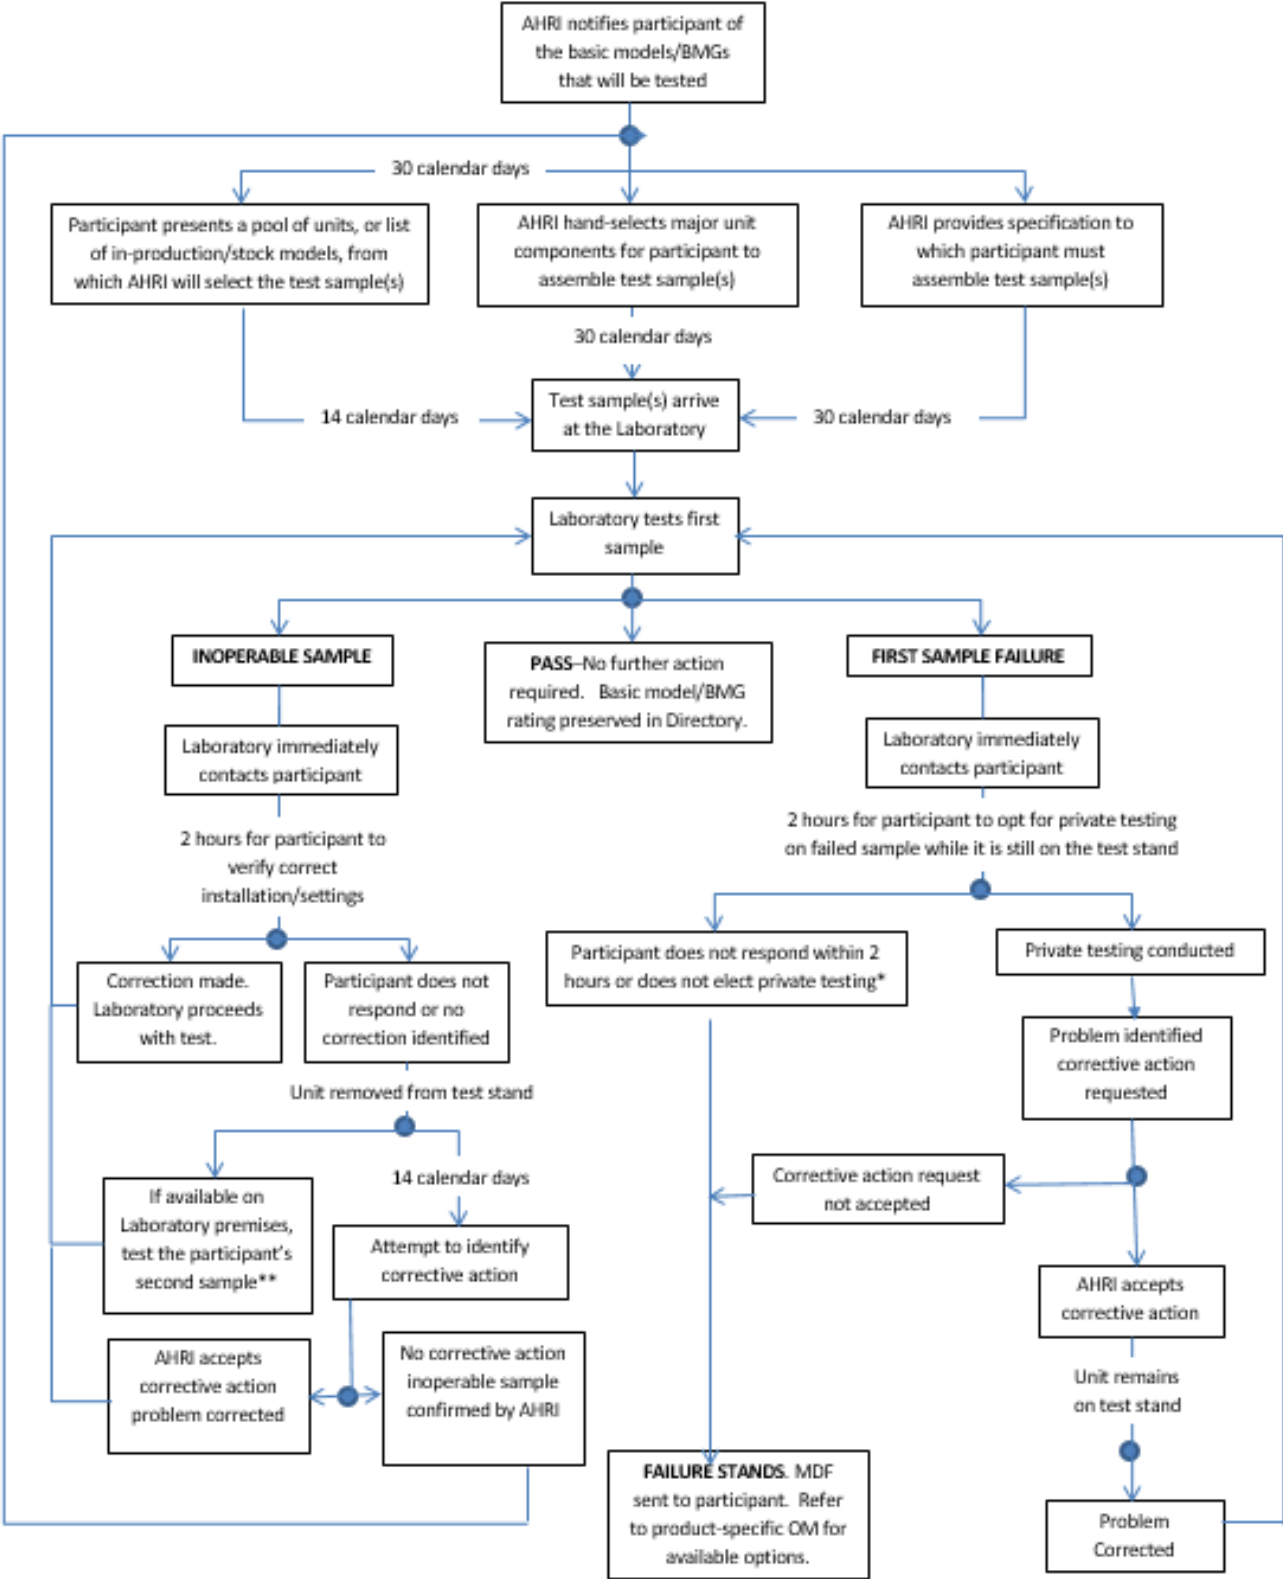 AHRI notifies participant of
the basic models/BMGs
that will be tested
30 calendar days
Participant presents a pool of units, or list
of in-production/stock models, from
which AHRI will select the test sample(s)
AHRI hand-selects major unit
components for participant to
assemble test sample(s)
AHRI provides specification to
which participant must
assemble test sample(s)
30 calendar days
14 calendar days
Test sample(s) arrive
at the Laboratory
30 calendar days
Laboratory tests first
sample
INOPERABLE SAMPLE
PASS–No further action
required. Basic model/BMG
rating preserved in Directory.
FIRST SAMPLE FAILURE
Laboratory immediately
contacts participant
Laboratory immediately
contacts participant
2 hours for participant to
verify correct
installation/settings
2 hours for participant to opt for private testing
on failed sample while it is still on the test stand
Correction made.
Laboratory proceeds
with test.
Participant does not
respond or no
correction identified
Participant does not respond within 2
hours or does not elect private testing*
Private testing conducted
Problem identified
corrective action
requested
Unit removed from test stand
14 calendar days
If available on
Laboratory premises,
test the participant's
second sample**
Attempt to identify
corrective action
Corrective action request
not accepted
AHRI accepts
corrective action
AHRI accepts
corrective action
problem corrected
No corrective action
inoperable sample
confirmed by AHRI
Unit remains
on test stand
FAILURE STANDS. MDF
sent to participant. Refer
to product-specific OM for
available options.
Problem
Corrected